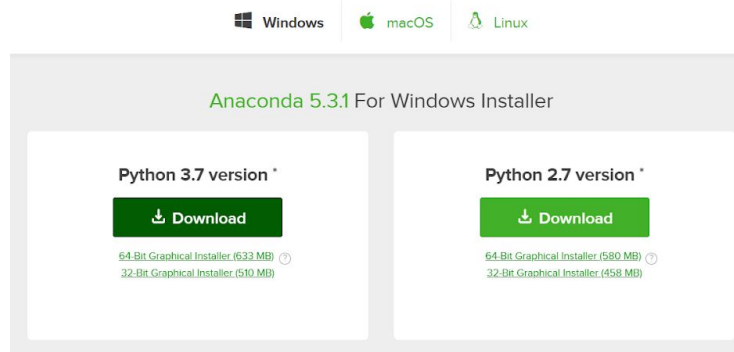 Windows macOS Linux
Anaconda 5.3.1 For Windows Installer
Python 3.7 version *
Download
64-Bit Graphical Installer (633 MB) ?
32-Bit Graphical Installer (510 MB)
Python 2.7 version *
Download
64-Bit Graphical Installer (580 MB) ?
32-Bit Graphical Installer (458 MB)